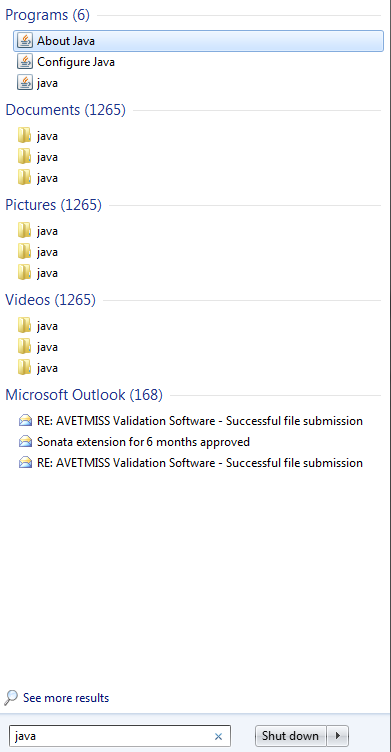 Programs (6)
About Java
Configure Java
java
Documents (1265)
java
java
java
Pictures (1265)
java
java
java
Videos (1265)
java
java
java
Microsoft Outlook (168)
RE: AVETMISS Validation Software - Successful file submission
Sonata extension for 6 months approved
RE: AVETMISS Validation Software - Successful file submission
See more results
java
Shut down